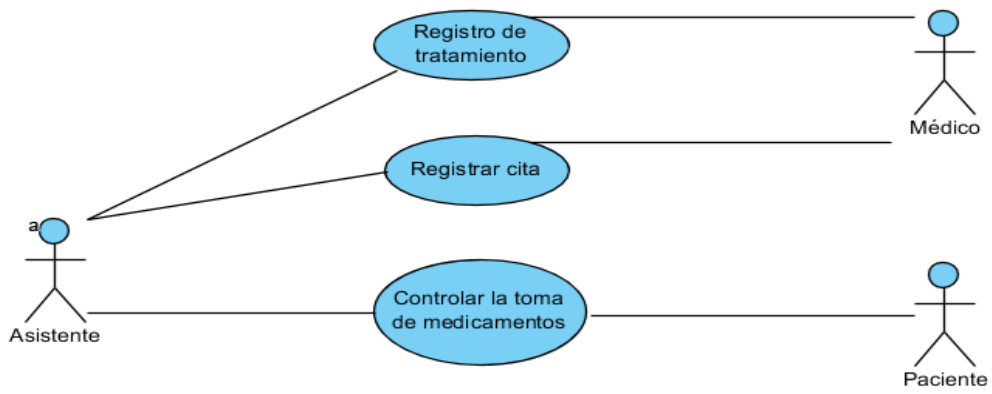 Registro de
tratamiento
Médico
Registrar cita
a
Asistente
Controlar la toma
de medicamentos
Paciente